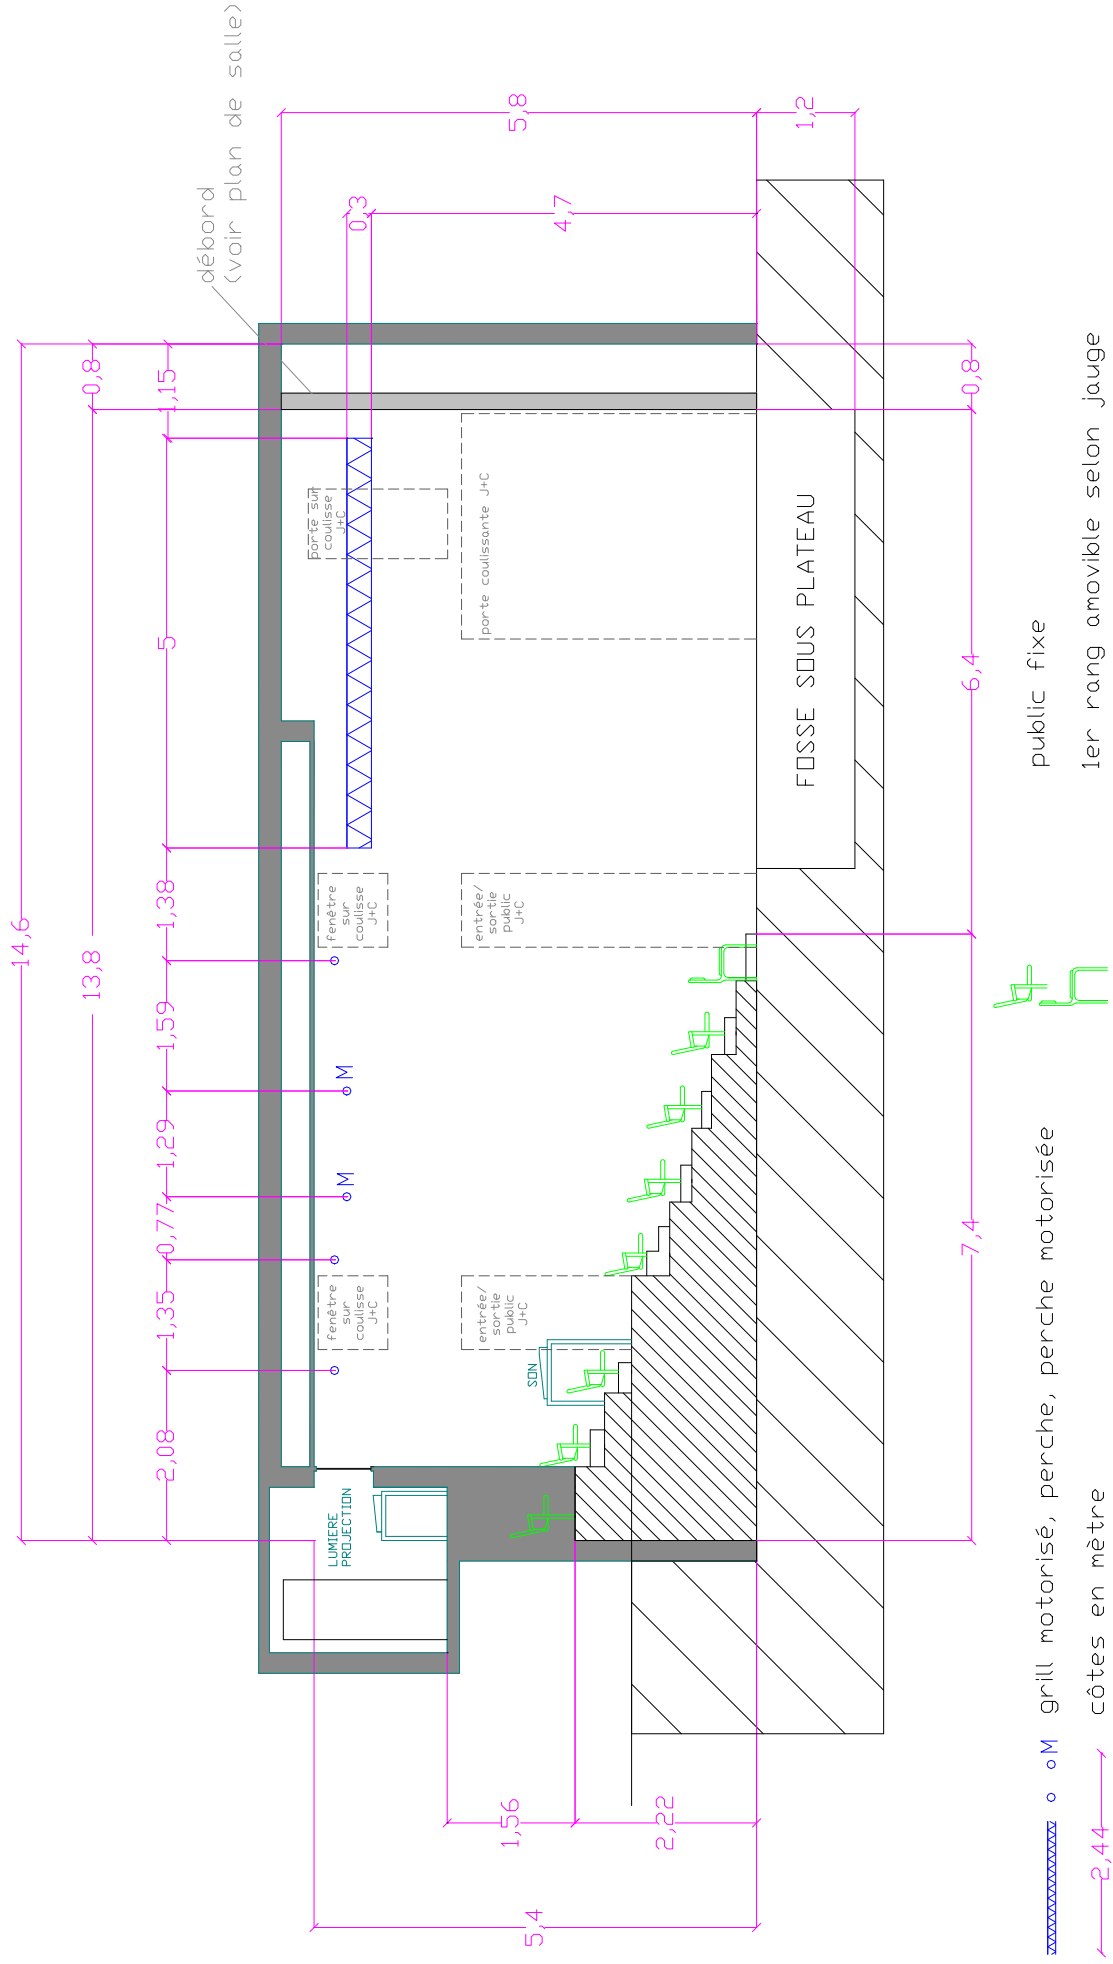 débord
(voir plan de salle)
14,6
13,8
0,8
2,08
1,35
0,77
1,29
1,59
1,38
5
1,15
5,4
1,56
2,22
LUMIERE
PROJECTION
SON
fenêtre
sur
coulisse
J+C
entrée/
sortie
public
J+C
M
M
fenêtre
sur
coulisse
J+C
entrée/
sortie
public
J+C
porte sur
coulisse
J+C
porte coulissante J+C
0,3
4,7
5,8
1,2
FOSSE SOUS PLATEAU
7,4
6,4
0,8
M grill motorisé, perche, perche motorisée
public fixe
2,44 côtes en mètre
1er rang amovible selon jauge